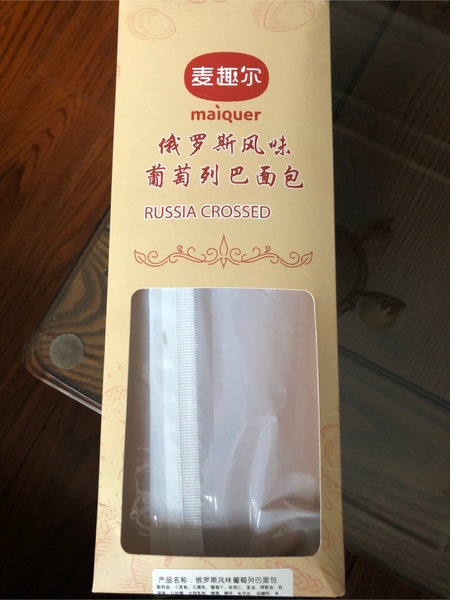 麦趣尔
maiquer
俄罗斯风味
葡萄列巴面包
RUSSIA CROSSED
产品名称：俄罗斯风味葡萄列巴面包